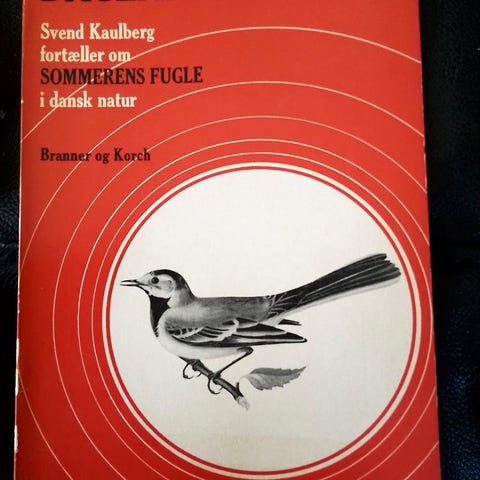 Svend Kaulberg
fortæller om
SOMMERENS FUGLE
i dansk natur
Branner og Korch